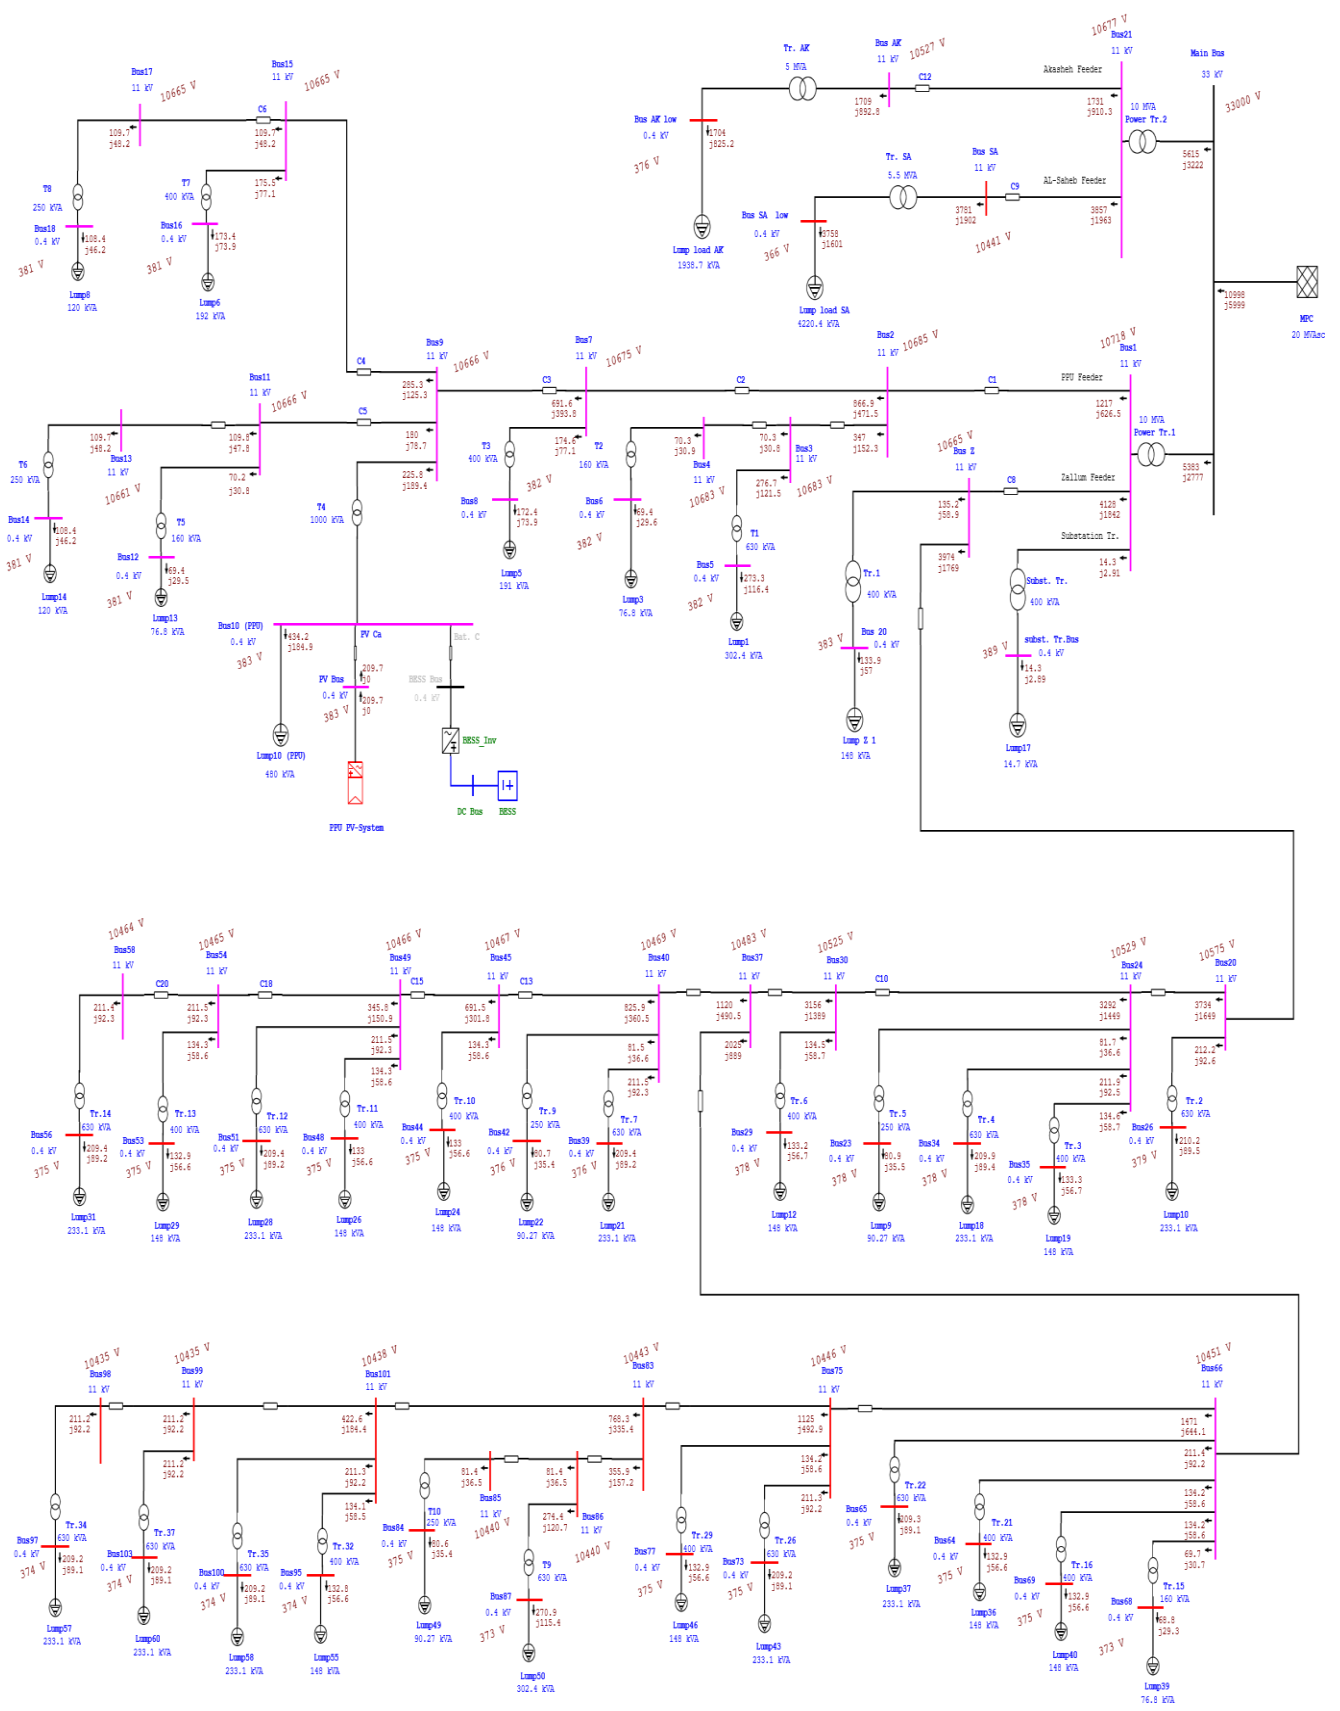 10677 V
Bus21
11 kV
Tr. AK
5 MVA
Bus AK
11 kV
10527 V
C12
Akasheh Feeder
Main Bus
33 kV
33000 V
1709
j892.8
1731
j910.3
10 MVA
Power Tr.2
Bus AK low
0.4 kV
1704
j825.2
376 V
Lump load AK
1938.7 kVA
Tr. SA
5.5 MVA
Bus SA
11 kV
C9
AL-Saheb Feeder
5615
j3222
Bus SA low
0.4 kV
3758
j1601
366 V
3781
j1902
10441 V
3857
j1963
Lump load SA
4220.4 kVA
10998
j5999
MPC
20 MVAsc
Bus17
11 kV
10665 V
Bus15
11 kV
10665 V
C6
109.7
j48.2
109.7
j48.2
T8
250 kVA
T7
400 kVA
175.5
j77.1
Bus18
0.4 kV
108.4
j46.2
381 V
Bus16
0.4 kV
173.4
j73.9
381 V
Lump8
120 kVA
Lump6
192 kVA
Bus9
11 kV
10666 V
C4
Bus7
11 kV
10675 V
Bus2
11 kV
10685 V
10718 V
Bus1
11 kV
C3
C2
C1
PPU Feeder
285.3
j125.3
691.6
j393.8
866.9
j471.5
1217
j626.5
10 MVA
Power Tr.1
Bus11
11 kV
10666 V
C5
180
j78.7
225.8
j189.4
174.6
j77.1
347
j152.3
109.7
j48.2
109.8
j47.8
Bus13
11 kV
10661 V
70.2
j30.8
T6
250 kVA
T5
160 kVA
T4
1000 kVA
T3
400 kVA
T2
160 kVA
70.3
j30.9
Bus4
11 kV
10683 V
70.3
j30.8
Bus3
11 kV
10683 V
276.7
j121.5
10665 V
Bus Z
11 kV
C8
Zallum Feeder
5383
j2777
135.2
j58.9
4128
j1842
3974
j1769
Substation Tr.
14.3
j2.91
Bus14
0.4 kV
108.4
j46.2
381 V
Bus12
0.4 kV
69.4
j29.5
381 V
Bus8
0.4 kV
172.4
j73.9
382 V
Bus6
0.4 kV
69.4
j29.6
382 V
T1
630 kVA
Bus5
0.4 kV
273.3
j116.4
382 V
Tr.1
400 kVA
Subst. Tr.
400 kVA
Lump14
120 kVA
Lump13
76.8 kVA
Lump5
191 kVA
Lump3
76.8 kVA
Lump1
302.4 kVA
Bus10 (PPU)
0.4 kV
383 V
434.2
j184.9
PV Ca
Bat. C
209.7
j0
PV Bus
0.4 kV
209.7
j0
383 V
BESS Bus
0.4 kV
Bus 20
0.4 kV
383 V
133.9
j57
subst. Tr.Bus
0.4 kV
389 V
14.3
j2.89
Lump10 (PPU)
480 kVA
BESS_Inv
DC Bus
BESS
PPU PV-System
Lump Z 1
148 kVA
Lump17
14.7 kVA
10464 V
Bus58
11 kV
10465 V
Bus54
11 kV
10466 V
Bus49
11 kV
10467 V
Bus45
11 kV
10469 V
Bus40
11 kV
10483 V
Bus37
11 kV
10525 V
Bus30
11 kV
10529 V
Bus24
11 kV
10575 V
Bus20
11 kV
C20
C18
C15
C13
C10
211.4
j92.3
211.5
j92.3
345.8
j150.9
691.5
j301.8
825.9
j360.5
1120
j490.5
3156
j1389
3292
j1449
3734
j1649
134.3
j58.6
211.5
j92.3
134.3
j58.6
134.3
j58.6
81.5
j36.6
211.5
j92.3
2025
j889
134.5
j58.7
81.7
j36.6
211.9
j92.5
134.6
j58.7
212.2
j92.6
Tr.14
630 kVA
Tr.13
400 kVA
Tr.12
630 kVA
Tr.11
400 kVA
Tr.10
400 kVA
Tr.9
250 kVA
Tr.7
630 kVA
Tr.6
400 kVA
Tr.5
250 kVA
Tr.4
630 kVA
Tr.3
400 kVA
Tr.2
630 kVA
Bus56
0.4 kV
209.4
j89.2
375 V
Bus53
0.4 kV
132.9
j56.6
375 V
Bus51
0.4 kV
209.4
j89.2
375 V
Bus48
0.4 kV
133
j56.6
375 V
Bus44
0.4 kV
133
j56.6
375 V
Bus42
0.4 kV
80.7
j35.4
376 V
Bus39
0.4 kV
209.4
j89.2
376 V
Bus29
0.4 kV
133.2
j56.7
378 V
Bus23
0.4 kV
80.9
j35.5
378 V
Bus34
0.4 kV
209.9
j89.4
378 V
Bus35
0.4 kV
133.3
j56.7
378 V
Bus26
0.4 kV
210.2
j89.5
379 V
Lump31
233.1 kVA
Lump29
148 kVA
Lump28
233.1 kVA
Lump26
148 kVA
Lump24
148 kVA
Lump22
90.27 kVA
Lump21
233.1 kVA
Lump12
148 kVA
Lump9
90.27 kVA
Lump18
233.1 kVA
Lump19
148 kVA
Lump10
233.1 kVA
10435 V
Bus98
11 kV
10435 V
Bus99
11 kV
10438 V
Bus101
11 kV
10443 V
Bus83
11 kV
10446 V
Bus75
11 kV
10451 V
Bus66
11 kV
211.2
j92.2
211.2
j92.2
422.6
j184.6
768.3
j335.4
1125
j492.9
1471
j644.1
211.2
j92.2
211.3
j92.2
134.1
j58.5
81.4
j36.5
Bus85
11 kV
10440 V
81.4
j36.5
Bus86
11 kV
10440 V
355.9
j157.2
274.4
j120.7
134.2
j58.6
211.3
j92.2
211.4
j92.2
134.2
j58.6
134.2
j58.6
69.7
j30.7
Tr.34
630 kVA
Tr.37
630 kVA
Tr.35
630 kVA
Tr.32
400 kVA
T10
250 kVA
T9
630 kVA
Tr.29
400 kVA
Tr.26
630 kVA
Tr.22
630 kVA
Tr.21
400 kVA
Tr.16
400 kVA
Tr.15
160 kVA
Bus97
0.4 kV
209.2
j89.1
374 V
Bus103
0.4 kV
209.2
j89.1
374 V
Bus100
0.4 kV
209.2
j89.1
374 V
Bus95
0.4 kV
132.8
j56.6
374 V
Bus84
0.4 kV
80.6
j35.4
375 V
Bus87
0.4 kV
270.9
j115.4
373 V
Bus77
0.4 kV
132.9
j56.6
375 V
Bus73
0.4 kV
209.2
j89.1
375 V
Bus65
0.4 kV
209.3
j89.1
375 V
Bus64
0.4 kV
132.9
j56.6
375 V
Bus69
0.4 kV
132.9
j56.6
375 V
Bus68
0.4 kV
68.8
j29.3
373 V
Lump57
233.1 kVA
Lump60
233.1 kVA
Lump58
233.1 kVA
Lump55
148 kVA
Lump49
90.27 kVA
Lump50
302.4 kVA
Lump46
148 kVA
Lump43
233.1 kVA
Lump37
233.1 kVA
Lump36
148 kVA
Lump40
148 kVA
Lump39
76.8 kVA